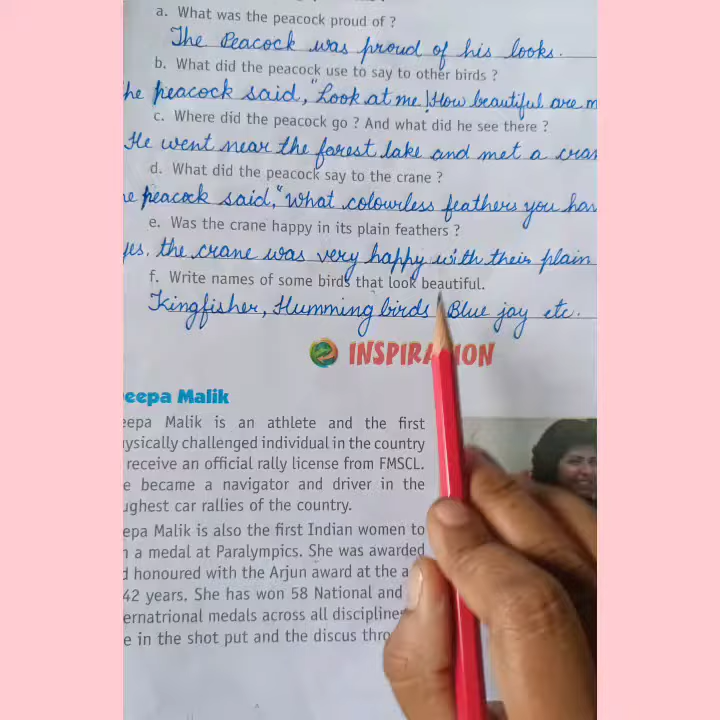 a. What was the peacock proud of ?
The Peacock was proud of his looks.
b. What did the peacock use to say to other birds ?
he peacock said, "Look at me! How beautiful are m
c. Where did the peacock go ? And what did he see there ?
He went near the forest lake and met a cran
d. What did the peacock say to the crane ?
e peacock said, "what colourless feathers you hav
e. Was the crane happy in its plain feathers ?
yes, the crane was very happy with their plain
f. Write names of some birds that look beautiful.
Kingfisher, Humming birds Blue jay etc.
INSPIRATION
eepa Malik
eepa Malik is an athlete and the first
ysically challenged individual in the country
receive an official rally license from FMSCL.
e became a navigator and driver in the
ughest car rallies of the country.
epa Malik is also the first Indian women to
n a medal at Paralympics. She was awarded
d honoured with the Arjun award at the a
42 years. She has won 58 National and
ernatrional medals across all discipline
e in the shot put and the discus thro